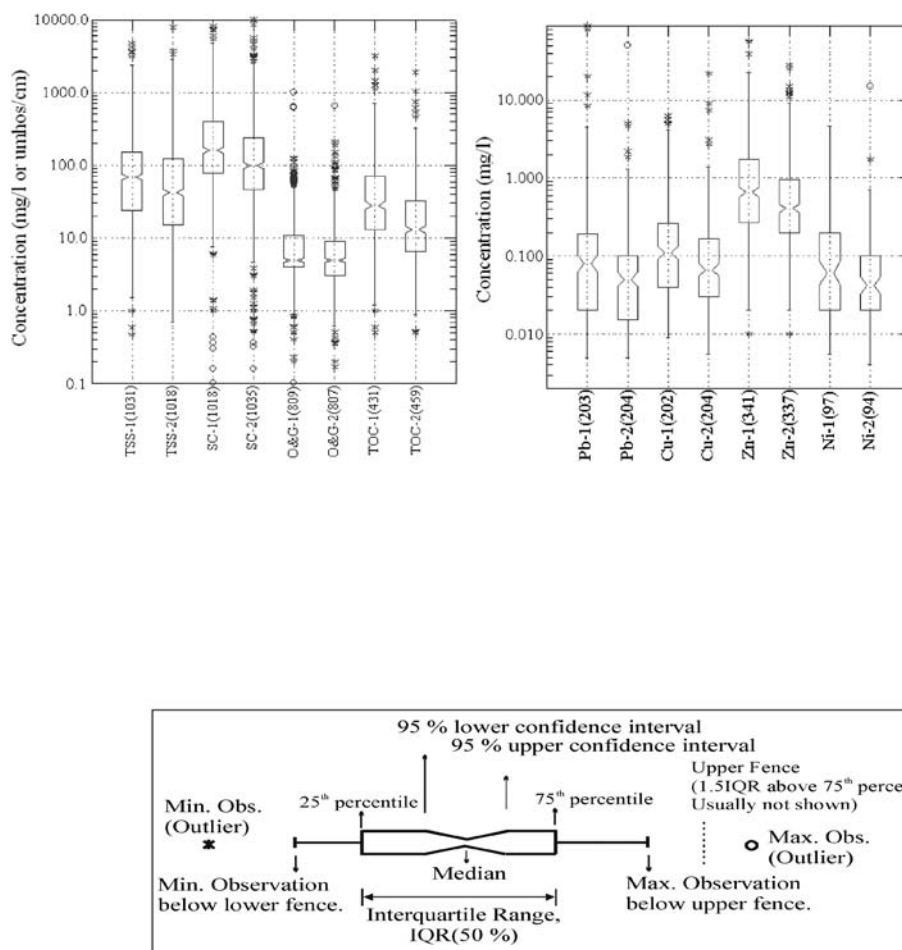 Concentration (mg/l or umhos/cm)
10000.0
1000.0
100.0
10.0
1.0
0.1
TSS-1(1031)
TSS-2(1018)
SC-1(1018)
SC-2(1035)
O&G-1(809)
O&G-2(807)
TOC-1(431)
TOC-2(459)
Concentration (mg/l)
10.000
1.000
0.100
0.010
Pb-1(203)
Pb-2(204)
Cu-1(202)
Cu-2(204)
Zn-1(341)
Zn-2(337)
Ni-1(97)
Ni-2(94)
95 % lower confidence interval
95 % upper confidence interval
Upper Fence
(1.5IQR above 75th perce
Usually not shown)
Min. Obs.
(Outlier)
25th percentile
75th percentile
Max. Obs.
(Outlier)
Median
Min. Observation
below lower fence.
Max. Observation
below upper fence.
Interquartile Range,
IQR(50 %)